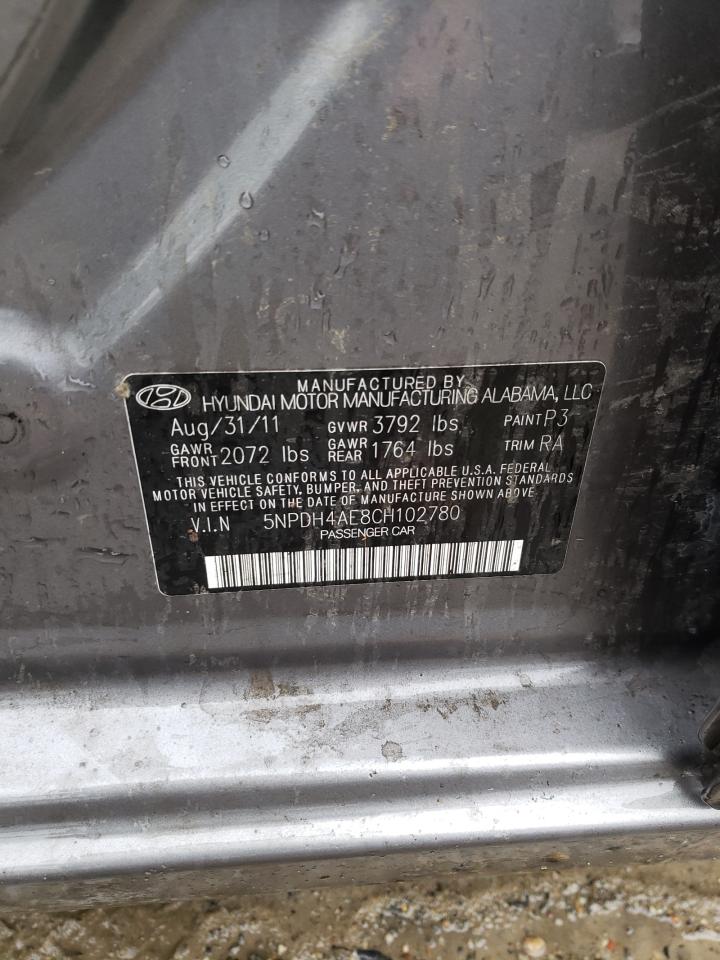 MANUFACTURED BY
HYUNDAI MOTOR MANUFACTURING ALABAMA, LLC
Aug/31/11 GVWR 3792 lbs PAINT P3
GAWR FRONT 2072 lbs GAWR REAR 1764 lbs TRIM RA
THIS VEHICLE CONFORMS TO ALL APPLICABLE U.S.A. FEDERAL
MOTOR VEHICLE SAFETY, BUMPER, AND THEFT PREVENTION STANDARDS
IN EFFECT ON THE DATE OF MANUFACTURE SHOWN ABOVE.
V.I.N 5NPDH4AE8CH102780
PASSENGER CAR